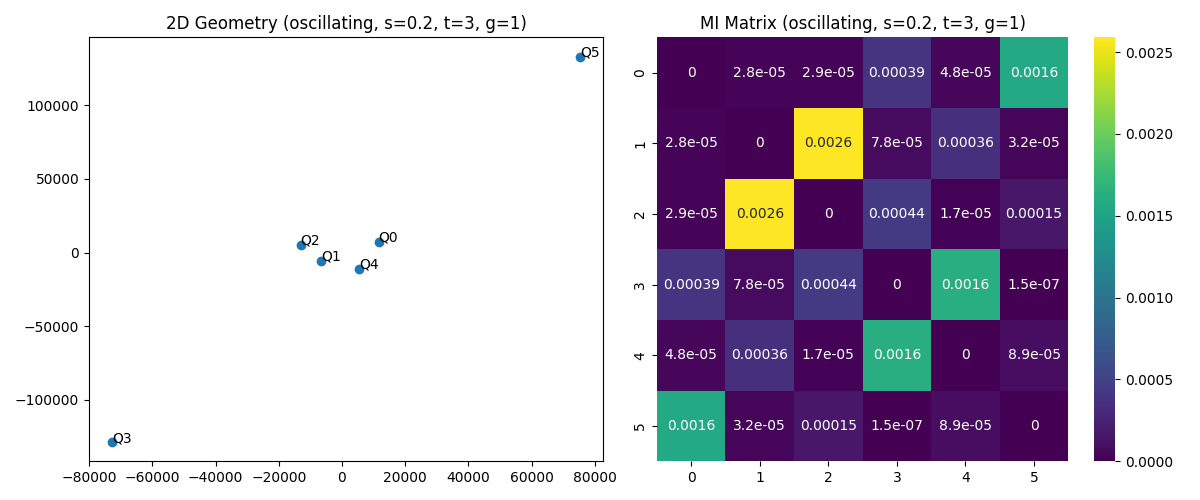 2D Geometry (oscillating, s=0.2, t=3, g=1)
100000
50000
0
−50000
−100000
−80000 −60000 −40000 −20000 0 20000 40000 60000 80000
Q5
Q2
Q0
Q1
Q4
Q3
MI Matrix (oscillating, s=0.2, t=3, g=1)
0 0 2.8e-05 2.9e-05 0.00039 4.8e-05 0.0016
1 2.8e-05 0 0.0026 7.8e-05 0.00036 3.2e-05
2 2.9e-05 0.0026 0 0.00044 1.7e-05 0.00015
3 0.00039 7.8e-05 0.00044 0 0.0016 1.5e-07
4 4.8e-05 0.00036 1.7e-05 0.0016 0 8.9e-05
5 0.0016 3.2e-05 0.00015 1.5e-07 8.9e-05 0
0 1 2 3 4 5
0.0025
0.0020
0.0015
0.0010
0.0005
0.0000